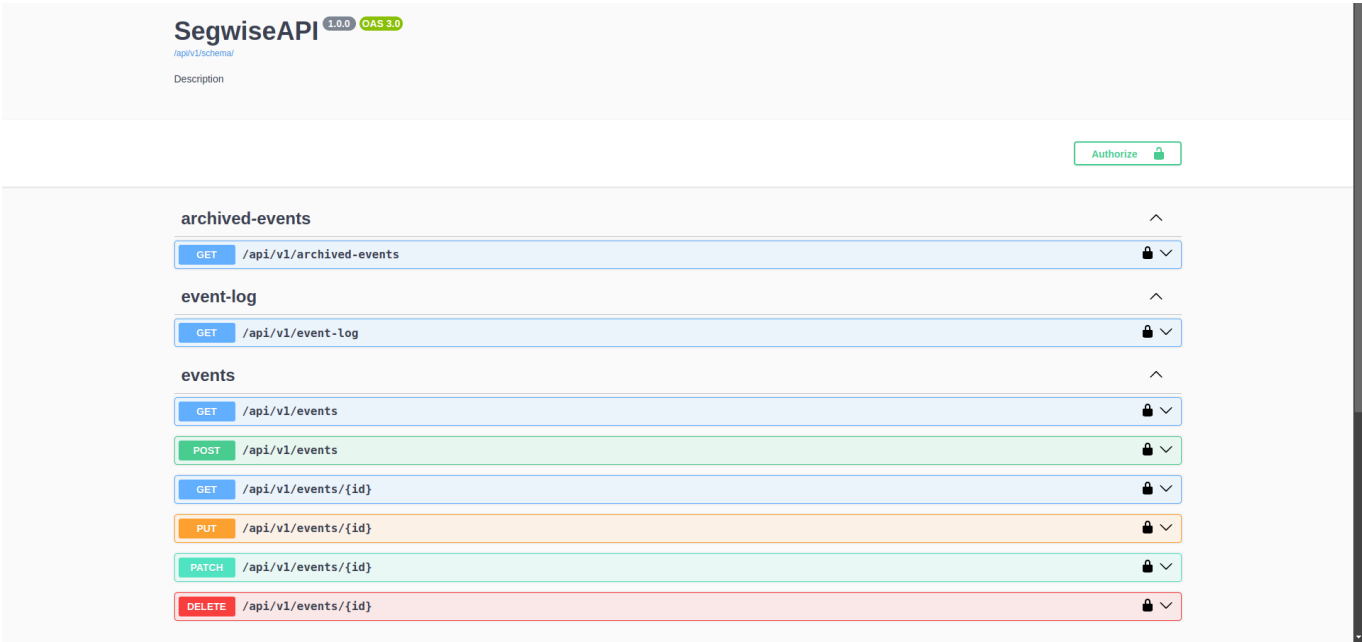 SegwiseAPI 1.0.0 OAS 3.0
/api/v1/schema/
Description
Authorize
archived-events
GET /api/v1/archived-events
event-log
GET /api/v1/event-log
events
GET /api/v1/events
POST /api/v1/events
GET /api/v1/events/{id}
PUT /api/v1/events/{id}
PATCH /api/v1/events/{id}
DELETE /api/v1/events/{id}